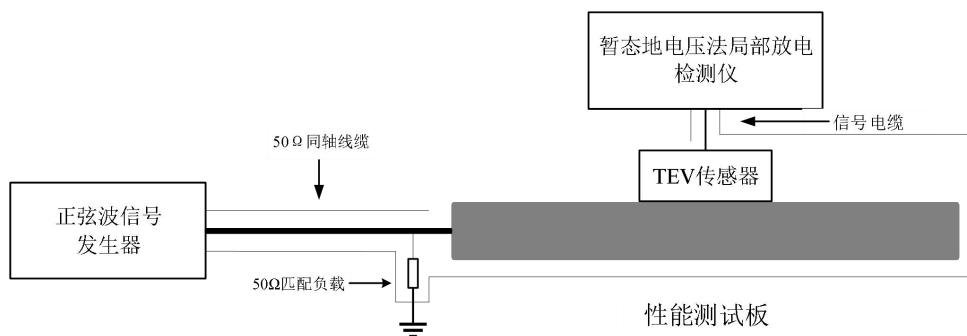 暂态地电压法局部放电
检测仪
信号电缆
50Ω同轴线缆
TEV传感器
正弦波信号
发生器
50Ω匹配负载
性能测试板